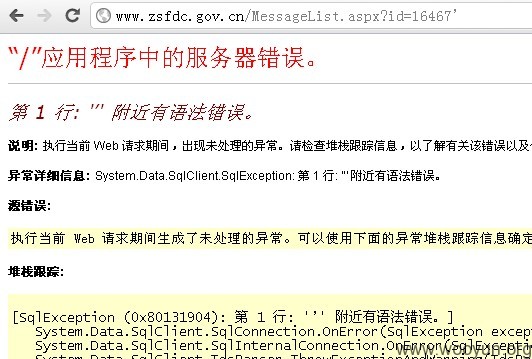 www.zsfdc.gov.cn/MessageList.aspx?id=16467'
“/”应用程序中的服务器错误。
第 1 行: ''' 附近有语法错误。
说明: 执行当前 Web 请求期间，出现未处理的异常。请检查堆栈跟踪信息，以了解有关该错误以及
异常详细信息: System.Data.SqlClient.SqlException: 第 1 行: ''' 附近有语法错误。
源错误:
执行当前 Web 请求期间生成了未处理的异常。可以使用下面的异常堆栈跟踪信息确定
堆栈跟踪:
[SqlException (0x80131904): 第 1 行: ''' 附近有语法错误。]
System.Data.SqlClient.SqlConnection.OnError(SqlException excep
System.Data.SqlClient.SqlInternalConnection.OnError(SqlExcep